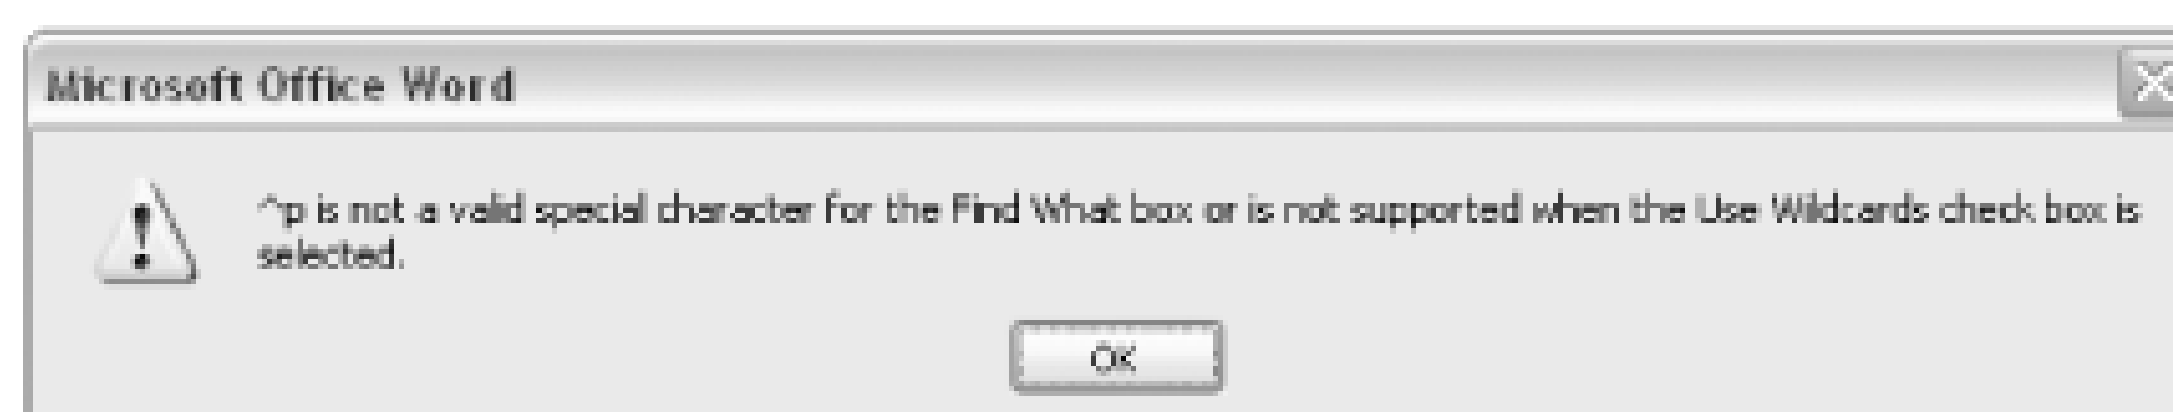 Microsoft Office Word
^p is not a valid special character for the Find What box or is not supported when the Use Wildcards check box is
selected.
OK